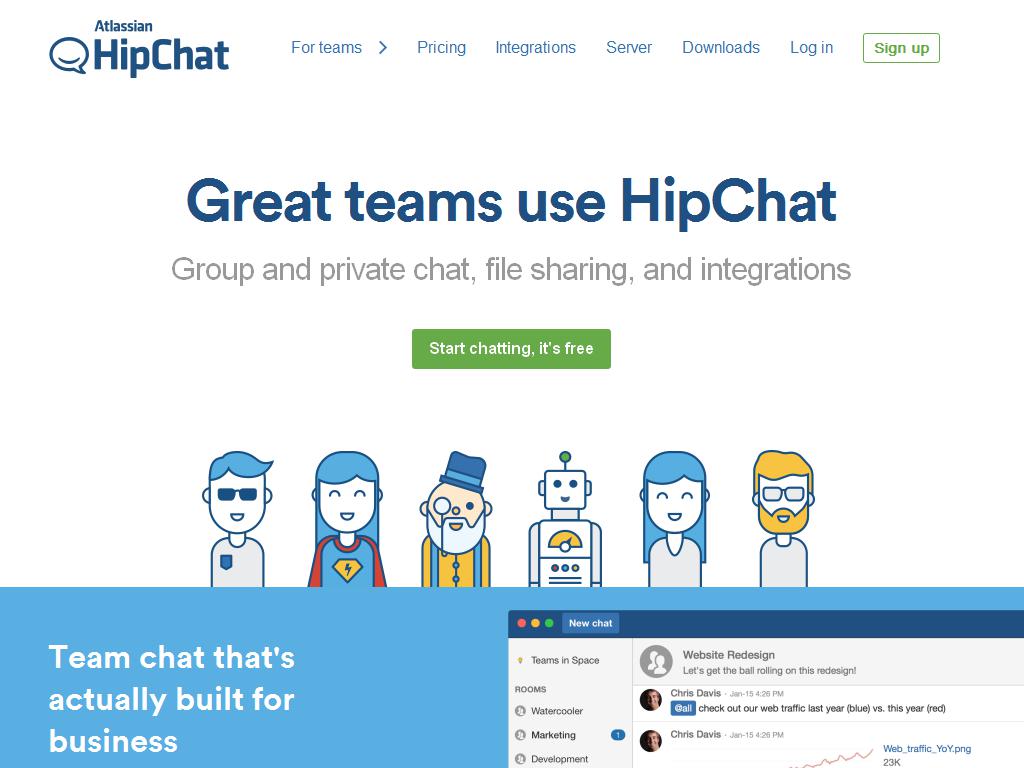 Atlassian
HipChat
For teams
Pricing
Integrations
Server
Downloads
Log in
Sign up
Great teams use HipChat
Group and private chat, file sharing, and integrations
Start chatting, it's free
Team chat that's
actually built for
business
New chat
Teams in Space
ROOMS
Watercooler
Marketing 1
Development
Website Redesign
Let's get the ball rolling on this redesign!
Chris Davis · Jan-15 4:26 PM
@all check out our web traffic last year (blue) vs. this year (red)
Chris Davis · Jan-15 4:26 PM
Web_traffic_YoY.png
23K